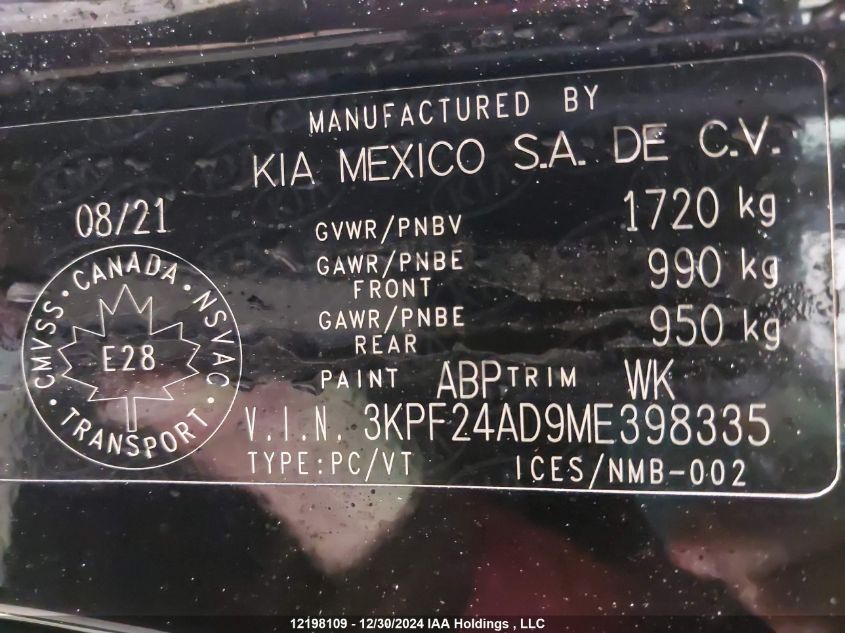 MANUFACTURED BY
KIA MEXICO S.A. DE C.V.
08/21
GVWR/PNBV 1720 kg
GAWR/PNBE 990 kg
FRONT
GAWR/PNBE 950 kg
REAR
PAINT ABP TRIM WK
V.I.N. 3KPF24AD9ME398335
TYPE:PC/VT ICES/NMB-002
CMVSS · CANADA · NSVAC · TRANSPORT ·
E28
12198109 - 12/30/2024 IAA Holdings , LLC